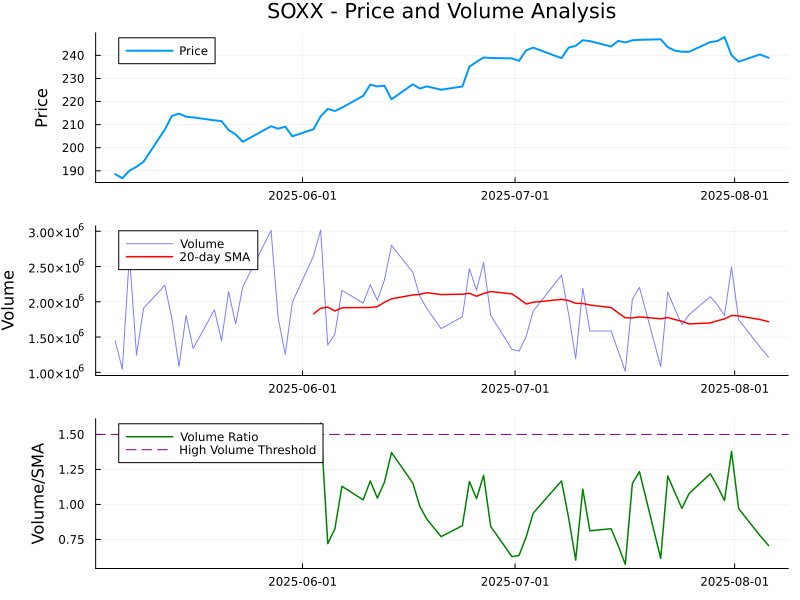 SOXX - Price and Volume Analysis
Price
240
230
220
210
200
190
Price
2025-06-01 2025-07-01 2025-08-01
Volume
20-day SMA
3.00×10⁶
2.50×10⁶
2.00×10⁶
1.50×10⁶
1.00×10⁶
Volume
2025-06-01 2025-07-01 2025-08-01
Volume Ratio
High Volume Threshold
1.50
1.25
1.00
0.75
Volume/SMA
2025-06-01 2025-07-01 2025-08-01